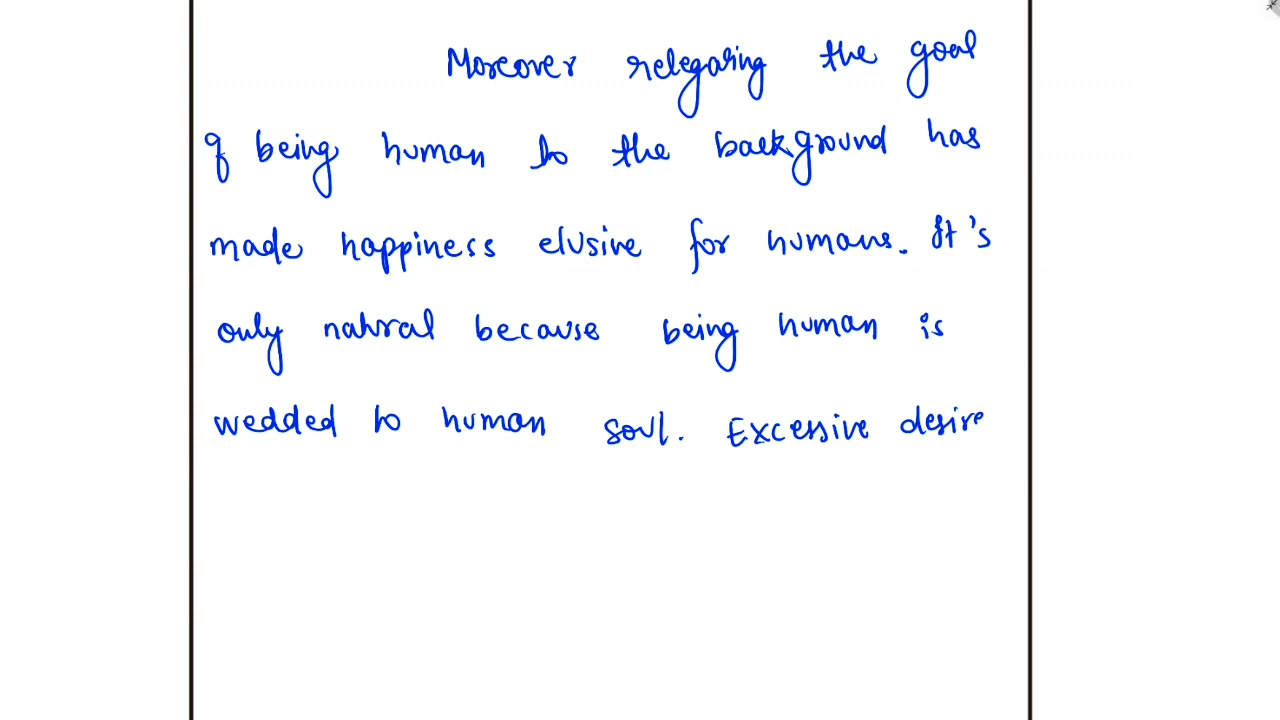 Moreover relegating the goal
of being human to the background has
made happiness elusive for humans. It's
only natural because being human is
wedded to human soul. Excessive desire